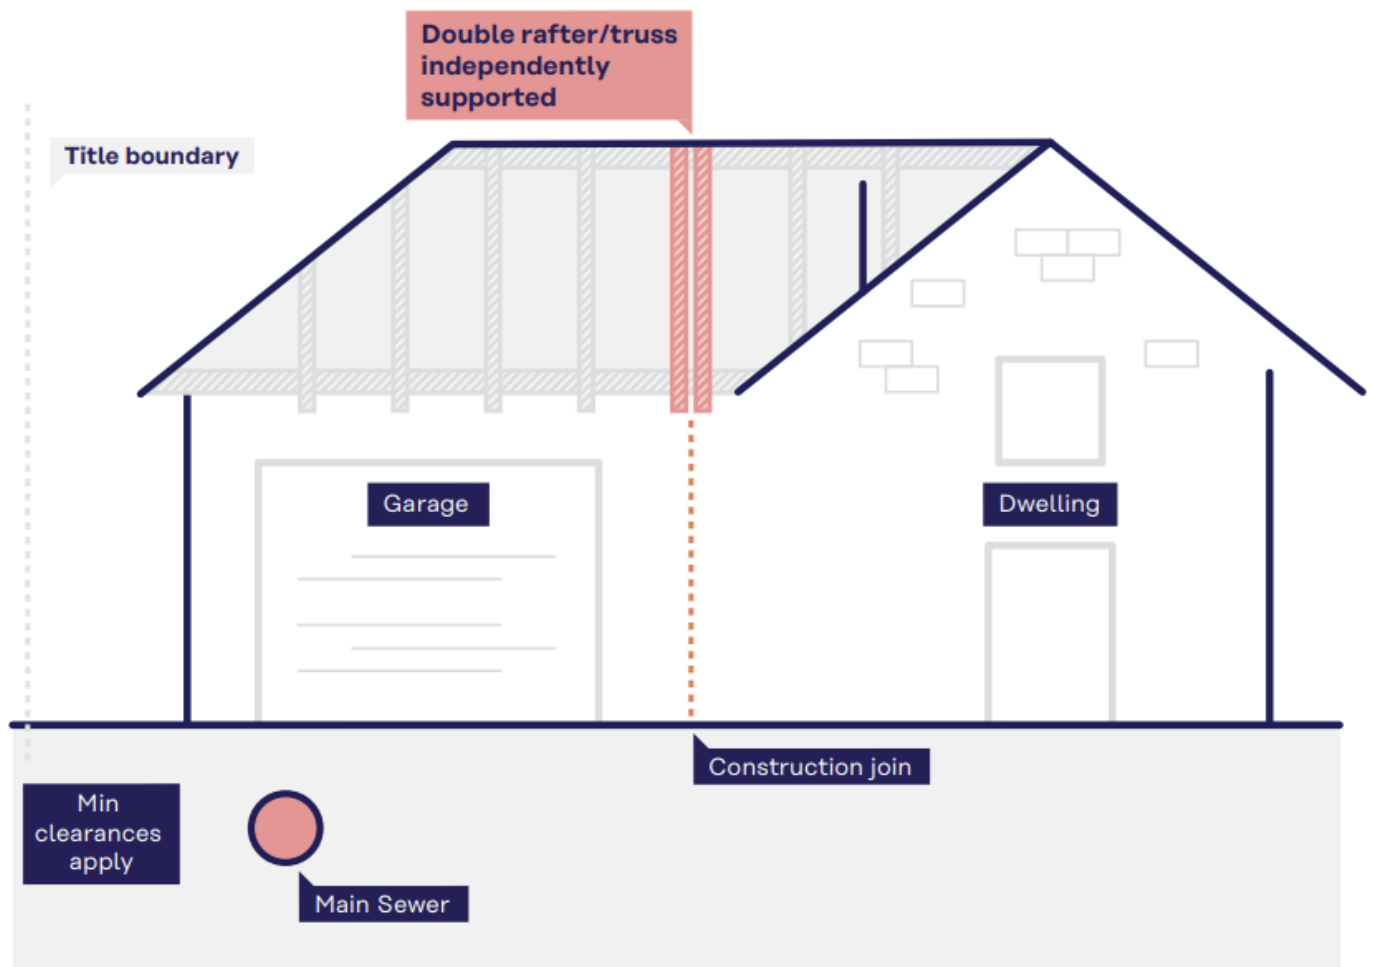 Double rafter/truss
independently
supported
Title boundary
Garage
Dwelling
Construction join
Min
clearances
apply
Main Sewer